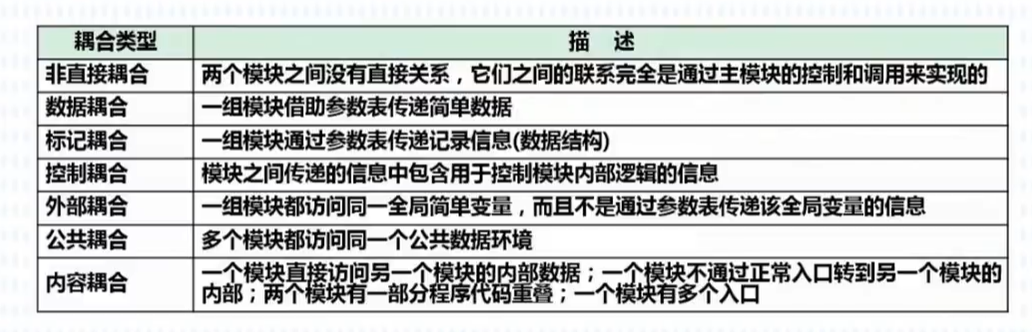 耦合类型 描 述
非直接耦合 两个模块之间没有直接关系，它们之间的联系完全是通过主模块的控制和调用来实现的
数据耦合 一组模块借助参数表传递简单数据
标记耦合 一组模块通过参数表传递记录信息(数据结构)
控制耦合 模块之间传递的信息中包含用于控制模块内部逻辑的信息
外部耦合 一组模块都访问同一全局简单变量，而且不是通过参数表传递该全局变量的信息
公共耦合 多个模块都访问同一个公共数据环境
内容耦合 一个模块直接访问另一个模块的内部数据；一个模块不通过正常入口转到另一个模块的
内部；两个模块有一部分程序代码重叠；一个模块有多个入口